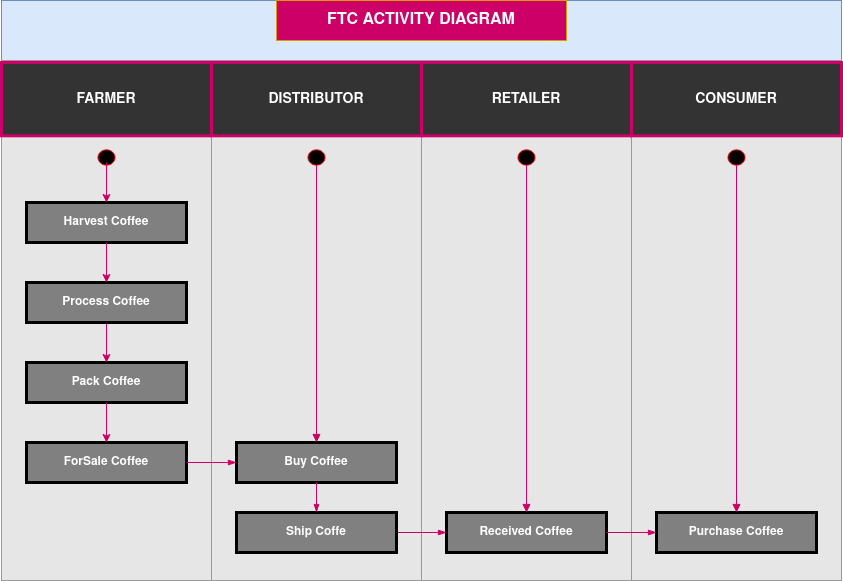 FTC ACTIVITY DIAGRAM
FARMER
DISTRIBUTOR
RETAILER
CONSUMER
Harvest Coffee
Process Coffee
Pack Coffee
ForSale Coffee
Buy Coffee
Ship Coffe
Received Coffee
Purchase Coffee